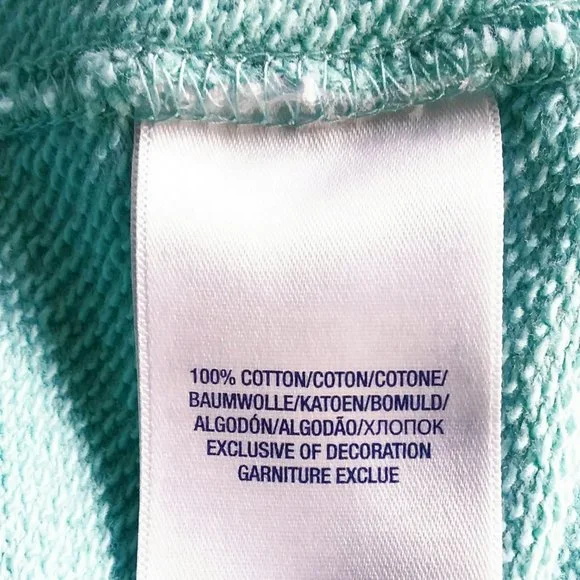 100% COTTON/COTON/COTONE/
BAUMWOLLE/KATOEN/BOMULD/
ALGODÓN/ALGODÃO/ХЛОПОК
EXCLUSIVE OF DECORATION
GARNITURE EXCLUE